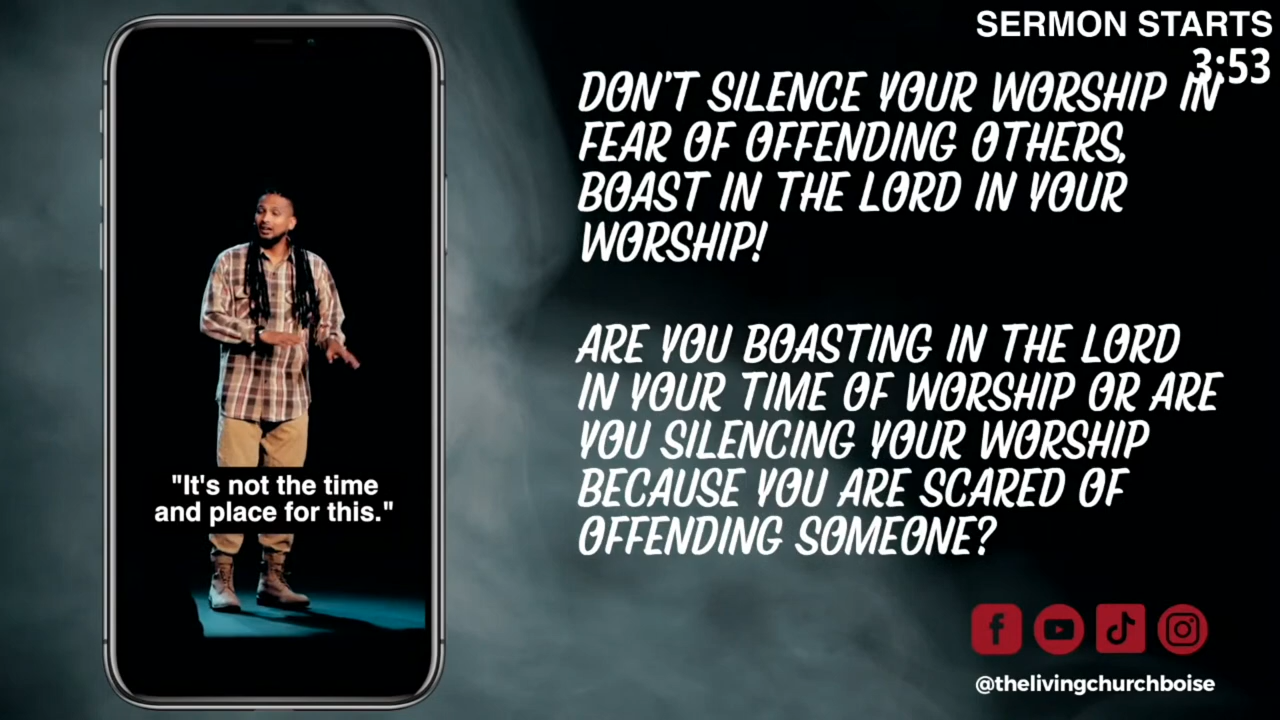 SERMON STARTS
3:53
DON'T SILENCE YOUR WORSHIP IN
FEAR OF OFFENDING OTHERS,
BOAST IN THE LORD IN YOUR
WORSHIP!
ARE YOU BOASTING IN THE LORD
IN YOUR TIME OF WORSHIP OR ARE
YOU SILENCING YOUR WORSHIP
BECAUSE YOU ARE SCARED OF
OFFENDING SOMEONE?
"It's not the time
and place for this."
@thelivingchurchboise